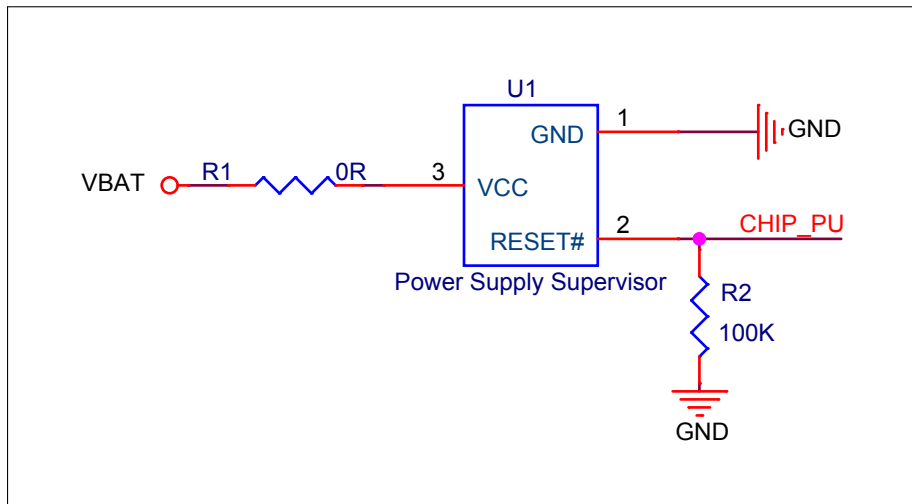 U1
GND
1
GND
VBAT
R1
0R
3
VCC
2
RESET#
CHIP_PU
Power Supply Supervisor
R2
100K
GND